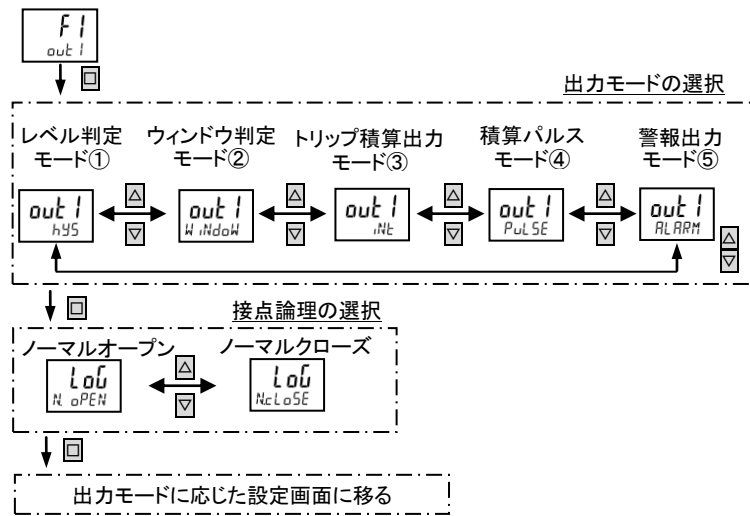 F1
out1
出力モードの選択
レベル判定
モード①
ウィンドウ判定
モード②
トリップ積算出力
モード③
積算パルス
モード④
警報出力
モード⑤
out1
hYS
out1
WiNdoW
out1
iNt
out1
PuLSE
out1
ALARM
接点論理の選択
ノーマルオープン
ノーマルクローズ
LoG
N. oPEN
LoG
N.cLoSE
出力モードに応じた設定画面に移る